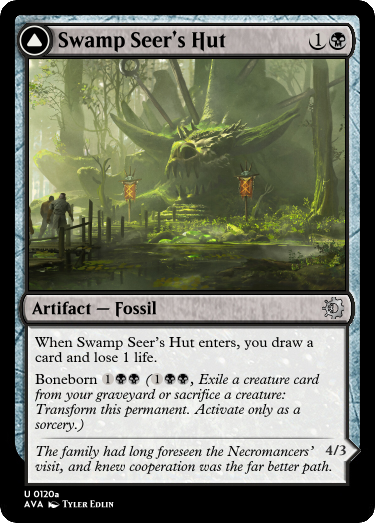 Swamp Seer's Hut 1
Artifact — Fossil
When Swamp Seer's Hut enters, you draw a
card and lose 1 life.
Boneborn 1 (1, Exile a creature card
from your graveyard or sacrifice a creature:
Transform this permanent. Activate only as a
sorcery.)
The family had long foreseen the Necromancers'
visit, and knew cooperation was the far better path.
4/3
U 0120a
AVA Tyler Edlin